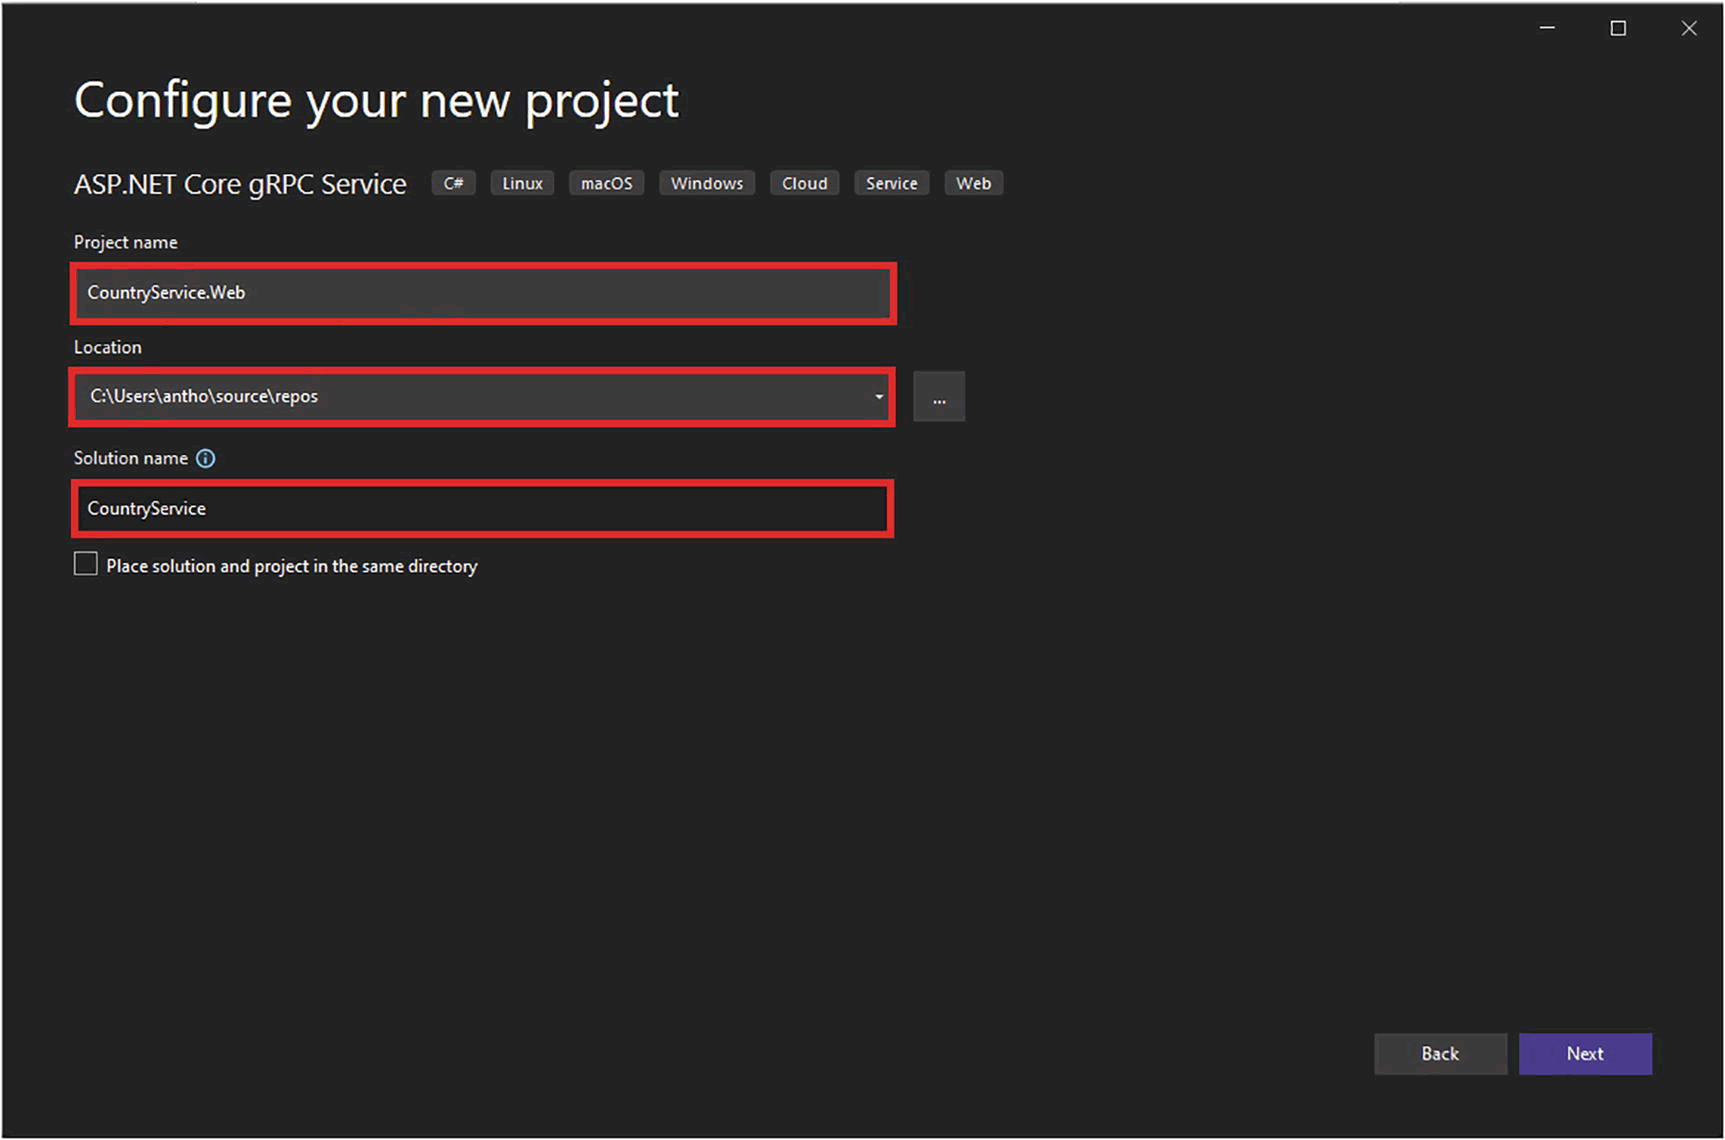 Configure your new project
ASP.NET Core gRPC Service C# Linux macOS Windows Cloud Service Web
Project name
CountryService.Web
Location
C:\Users\antho\source\repos
...
Solution name
CountryService
Place solution and project in the same directory
Back Next